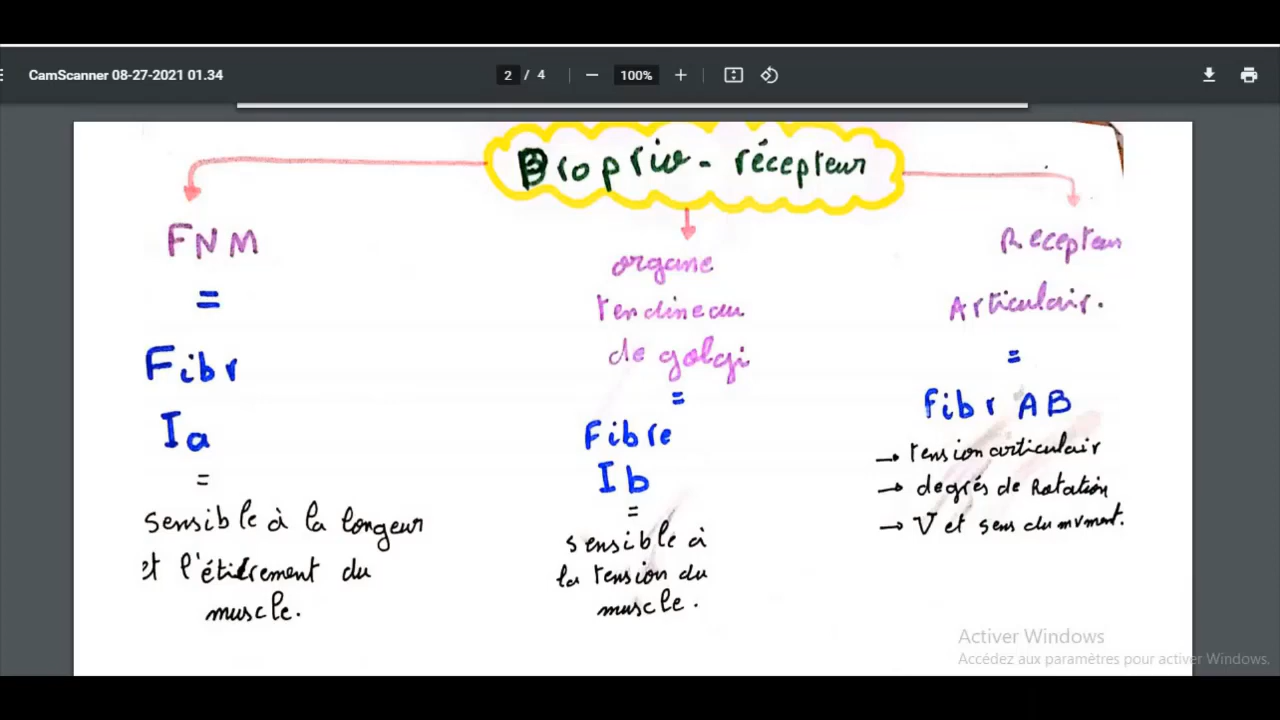 CamScanner 08-27-2021 01.34
2 / 4
100%
Proprio-récepteur
FNM
=
Fibr
Ia
=
sensible à la longeur
et l'étirement du
muscle.
organe
tendineau
de golgi
=
Fibre
Ib
=
sensible à
la tension du
muscle.
Recepteur
Articulair.
=
Fibr AB
→ tension articulair
→ degrés de Rotation
→ V et sens du mvment.
Activer Windows
Accédez aux paramètres pour activer Windows.